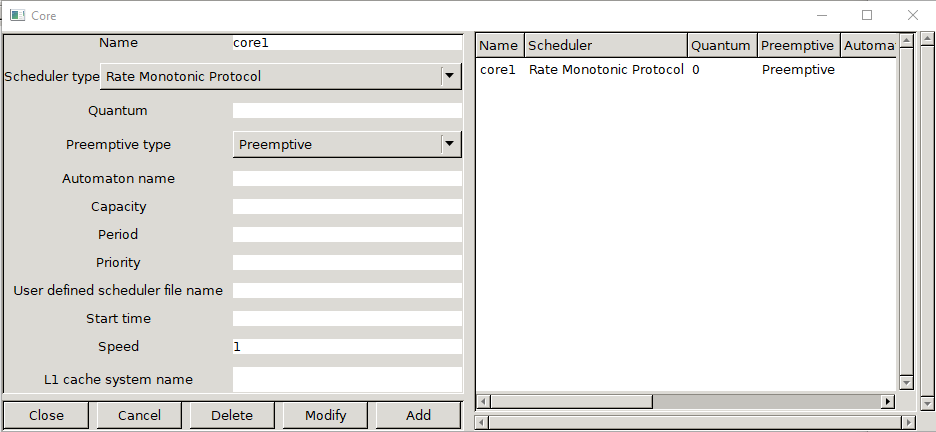 Core
Name core1
Scheduler type Rate Monotonic Protocol
Quantum
Preemptive type Preemptive
Automaton name
Capacity
Period
Priority
User defined scheduler file name
Start time
Speed 1
L1 cache system name
Close Cancel Delete Modify Add
Name Scheduler Quantum Preemptive Automat
core1 Rate Monotonic Protocol 0 Preemptive